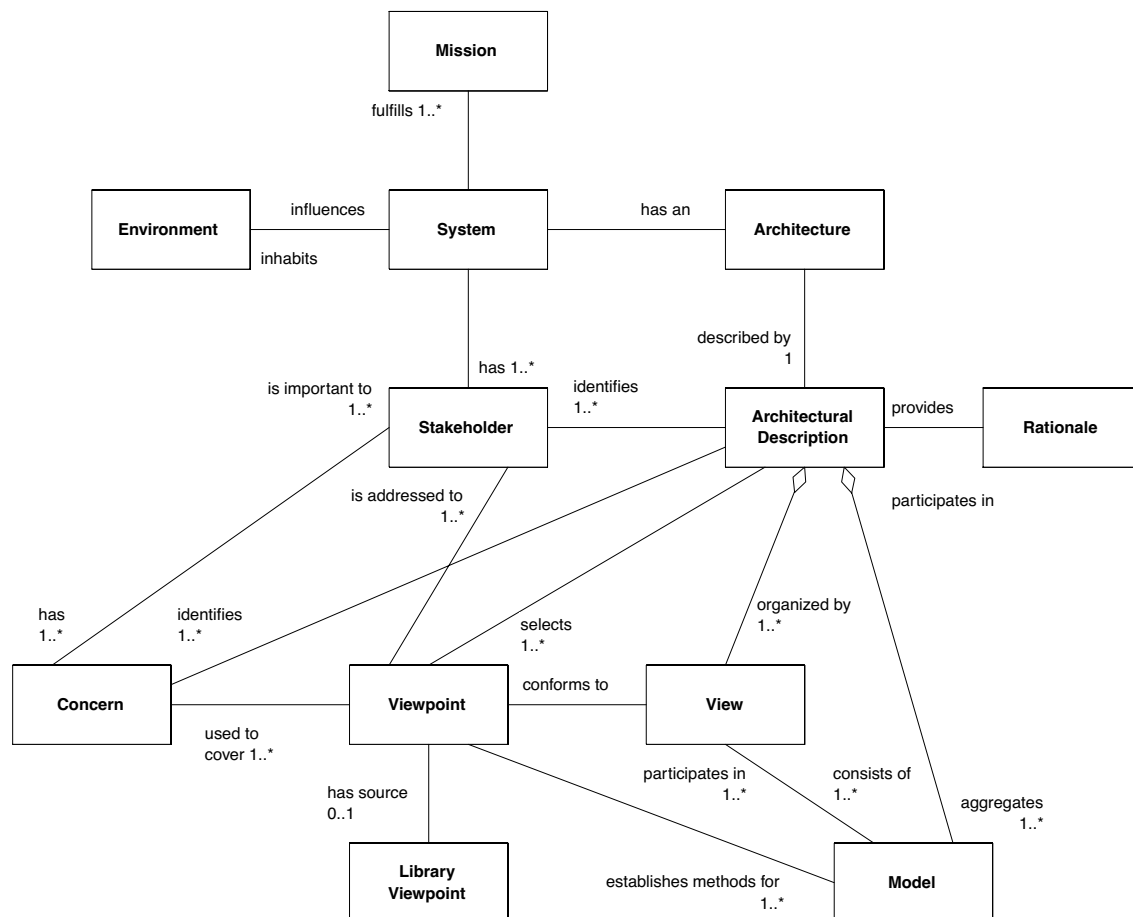 Mission
fulfills 1..*
influences
has an
Environment
System
Architecture
inhabits
described by
1
has 1..*
is important to
1..*
identifies
1..*
provides
Stakeholder
Architectural
Description
Rationale
is addressed to
1..*
participates in
has
1..*
identifies
1..*
selects
1..*
organized by
1..*
conforms to
Concern
Viewpoint
View
used to
cover 1..*
has source
0..1
participates in
1..*
consists of
1..*
aggregates
1..*
Library
Viewpoint
establishes methods for
1..*
Model